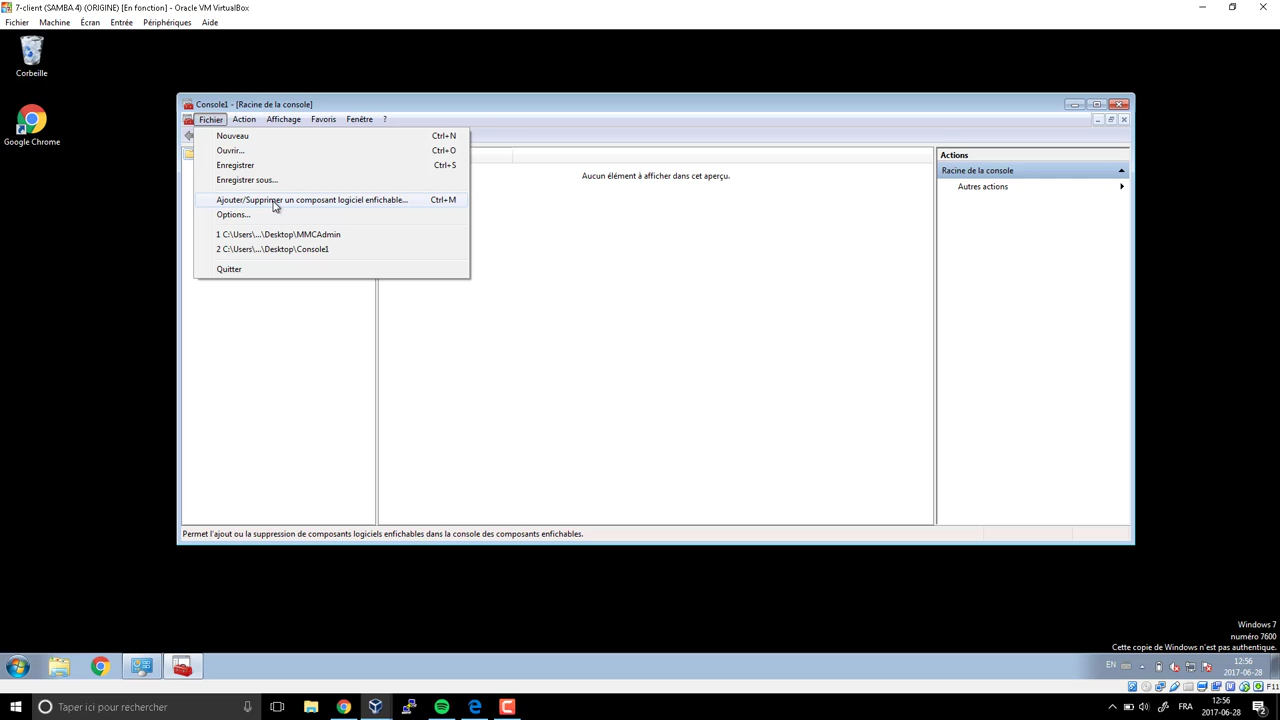 7-client (SAMBA 4) (ORIGINE) [En fonction] - Oracle VM VirtualBox
Fichier Machine Écran Entrée Périphériques Aide
Corbeille
Google Chrome
Console1 - [Racine de la console]
Fichier Action Affichage Favoris Fenêtre ?
Nouveau Ctrl+N
Ouvrir... Ctrl+O
Enregistrer Ctrl+S
Enregistrer sous...
Ajouter/Supprimer un composant logiciel enfichable... Ctrl+M
Options...
1 C:\Users\...\Desktop\MMCAdmin
2 C:\Users\...\Desktop\Console1
Quitter
Aucun élément à afficher dans cet aperçu.
Actions
Racine de la console
Autres actions
Permet l'ajout ou la suppression de composants logiciels enfichables dans la console des composants enfichables.
Windows 7
numéro 7600
Cette copie de Windows n'est pas authentique.
EN
12:56
2017-06-28
F11
Taper ici pour rechercher
FRA
12:56
2017-06-28
2